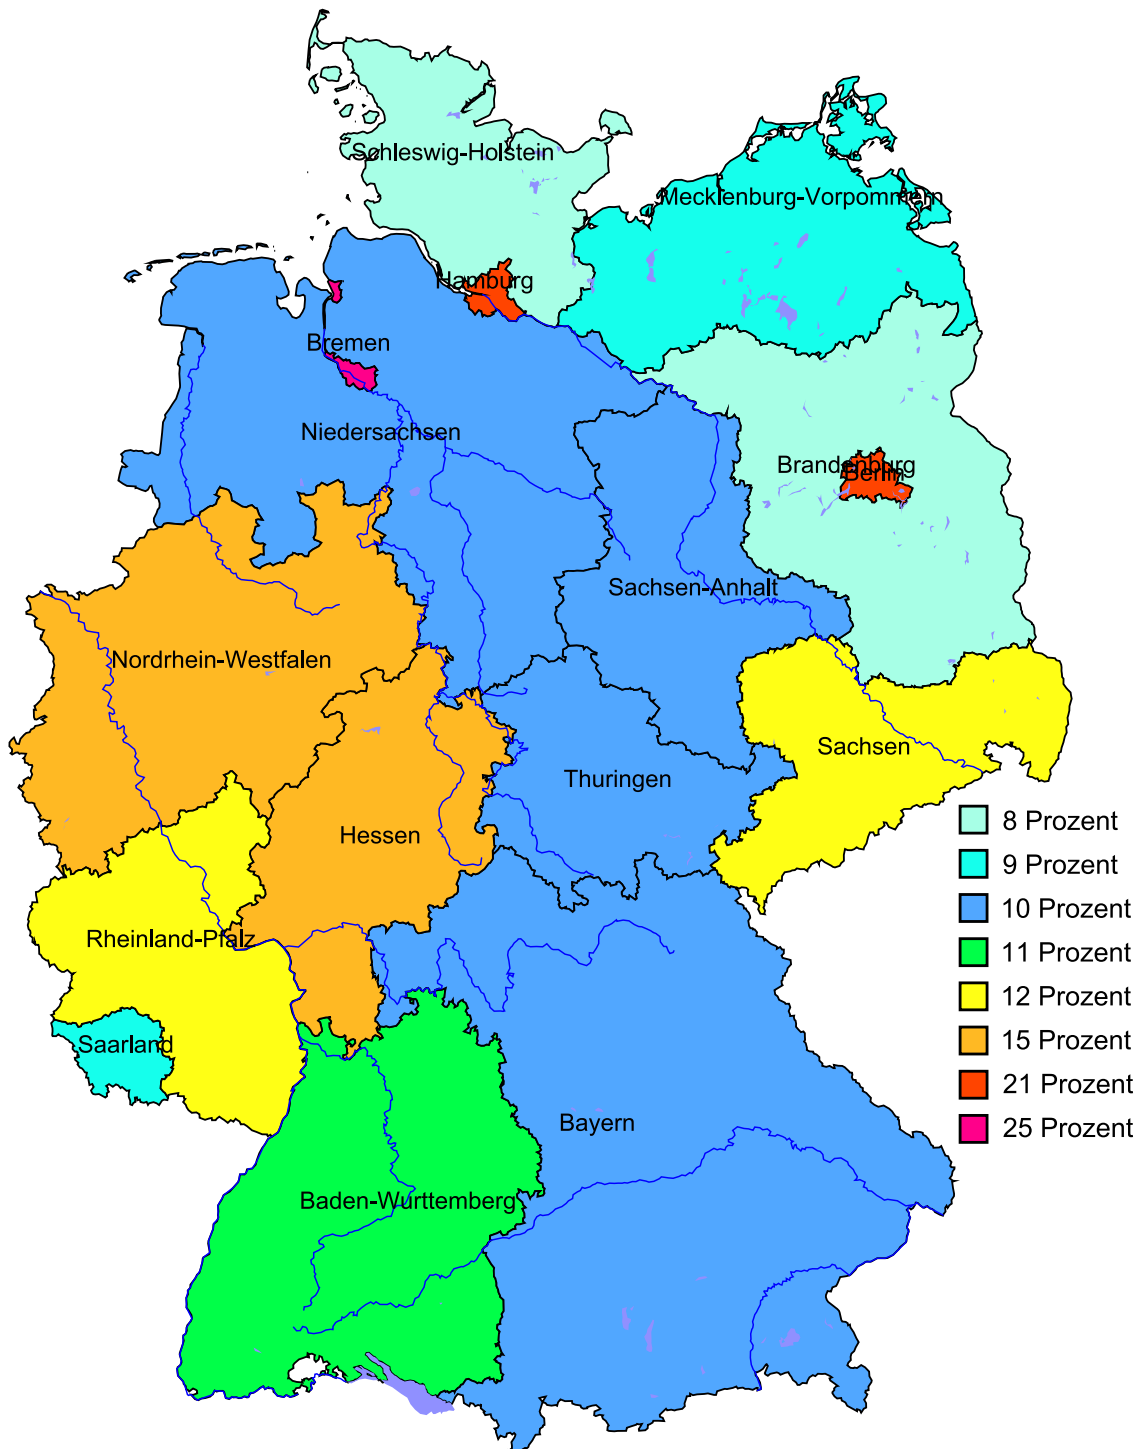 Schleswig-Holstein
Mecklenburg-Vorpommern
Hamburg
Bremen
Niedersachsen
Brandenburg
Berlin
Sachsen-Anhalt
Nordrhein-Westfalen
Sachsen
Thuringen
Hessen
8 Prozent
9 Prozent
10 Prozent
11 Prozent
12 Prozent
15 Prozent
21 Prozent
25 Prozent
Rheinland-Pfalz
Saarland
Bayern
Baden-Wurttemberg